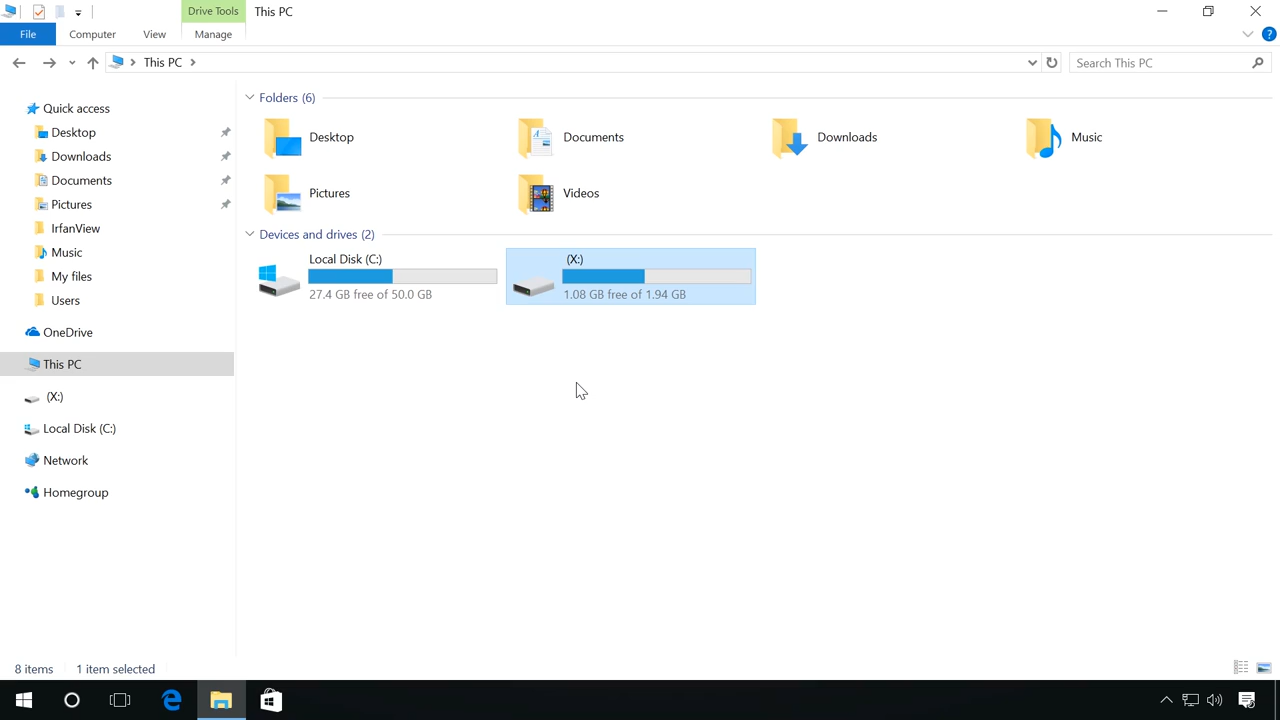 Drive Tools
This PC
File
Computer
View
Manage
This PC
Search This PC
Quick access
Desktop
Downloads
Documents
Pictures
IrfanView
Music
My files
Users
OneDrive
This PC
(X:)
Local Disk (C:)
Network
Homegroup
Folders (6)
Desktop
Documents
Downloads
Music
Pictures
Videos
Devices and drives (2)
Local Disk (C:)
27.4 GB free of 50.0 GB
(X:)
1.08 GB free of 1.94 GB
8 items
1 item selected